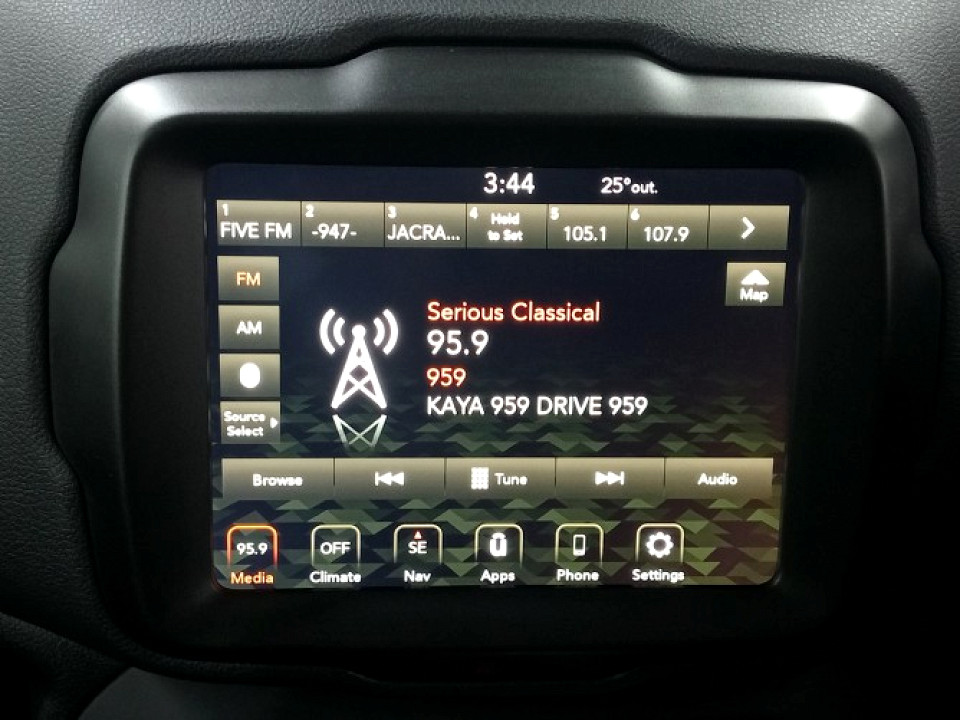 3:44 25°out.
1 FIVE FM 2 -947- 3 JACRA... 4 Hold to Set 5 105.1 6 107.9
FM
Map
AM
Serious Classical
95.9
959
KAYA 959 DRIVE 959
Source Select
Browse Tune Audio
95.9 OFF SE
Media Climate Nav Apps Phone Settings